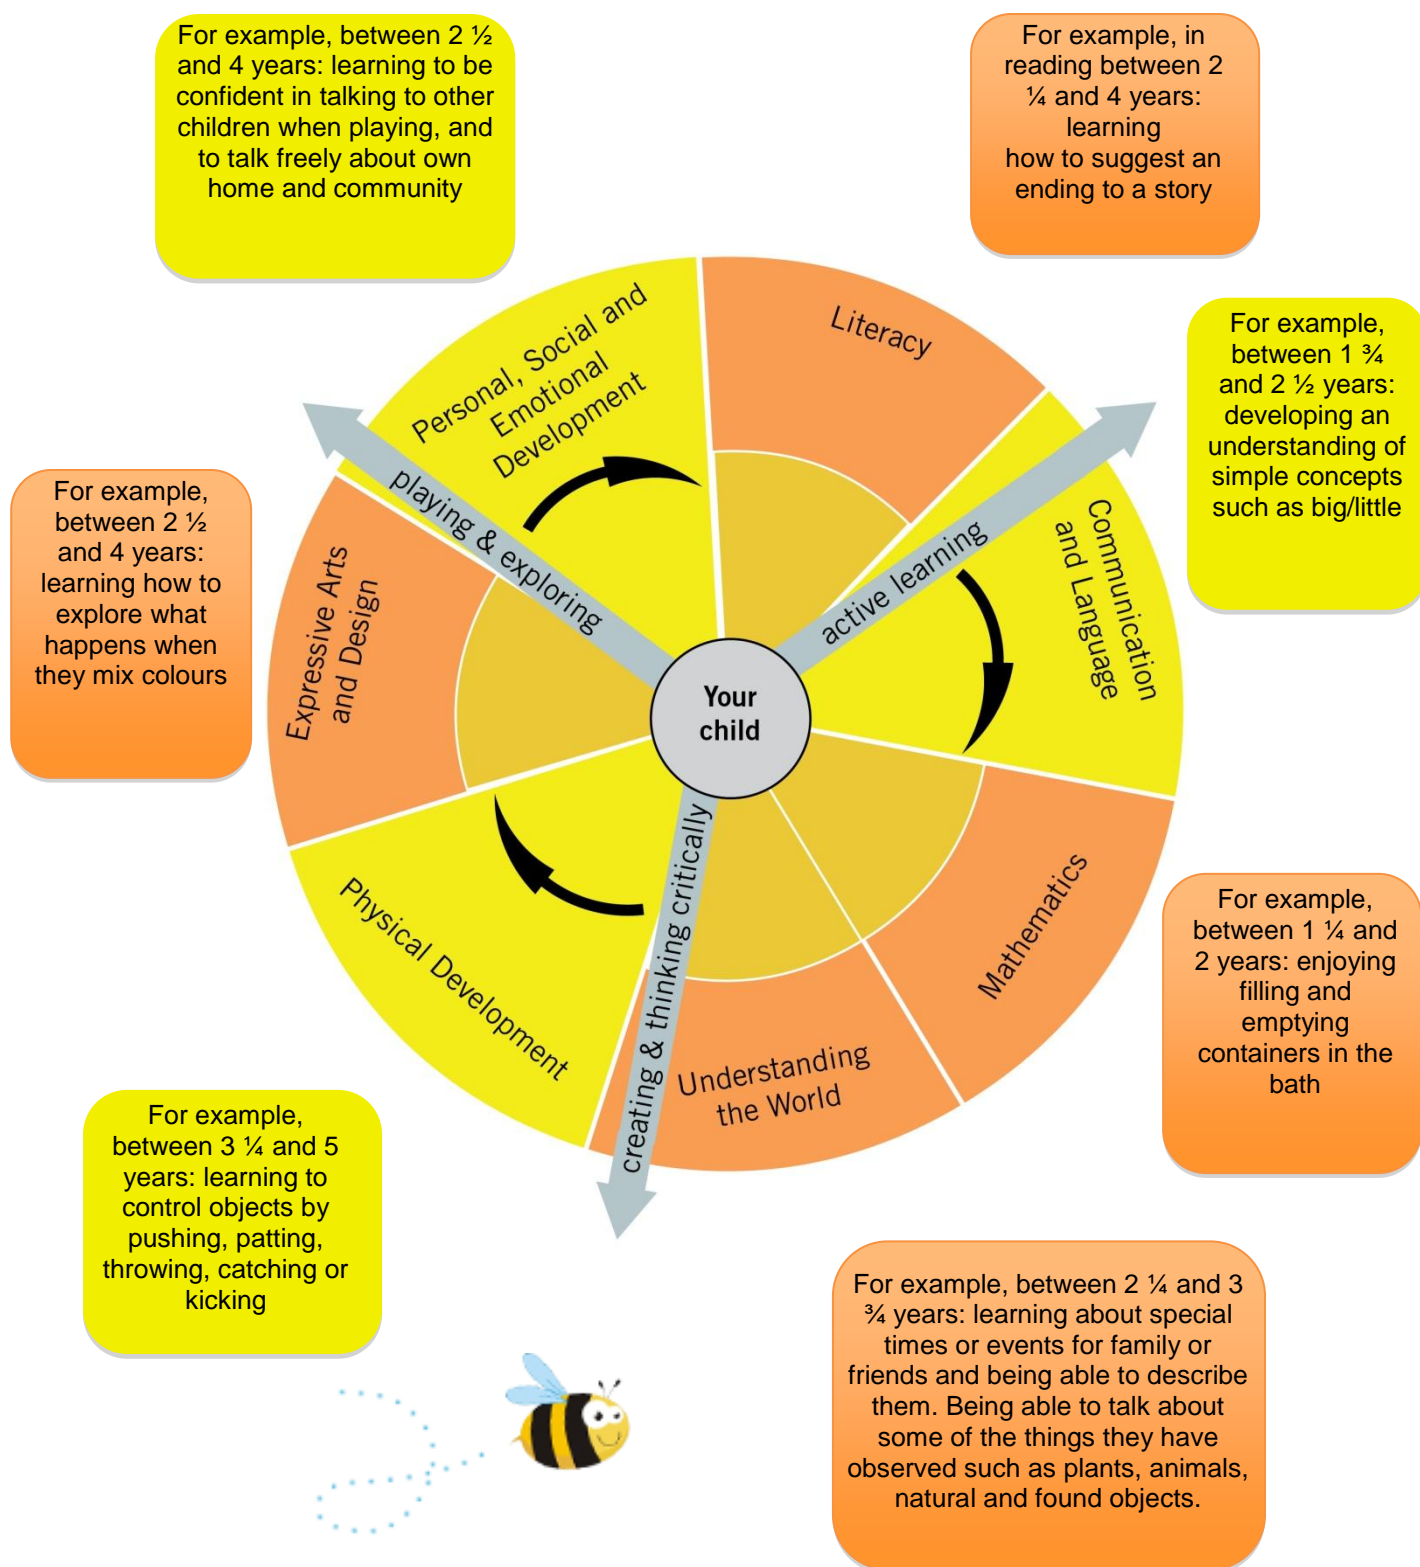 For example, between 2 ½
and 4 years: learning to be
confident in talking to other
children when playing, and
to talk freely about own
home and community
For example, in
reading between 2
¼ and 4 years:
learning
how to suggest an
ending to a story
For example,
between 1 ¾
and 2 ½ years:
developing an
understanding of
simple concepts
such as big/little
For example,
between 2 ½
and 4 years:
learning how to
explore what
happens when
they mix colours
Personal, Social and
Emotional
Development
Literacy
Communication
and Language
Expressive Arts
and Design
playing & exploring
active learning
Your
child
creating & thinking critically
Physical Development
Mathematics
Understanding
the World
For example,
between 1 ¼ and
2 years: enjoying
filling and
emptying
containers in the
bath
For example,
between 3 ¼ and 5
years: learning to
control objects by
pushing, patting,
throwing, catching or
kicking
For example, between 2 ¼ and 3
¾ years: learning about special
times or events for family or
friends and being able to describe
them. Being able to talk about
some of the things they have
observed such as plants, animals,
natural and found objects.